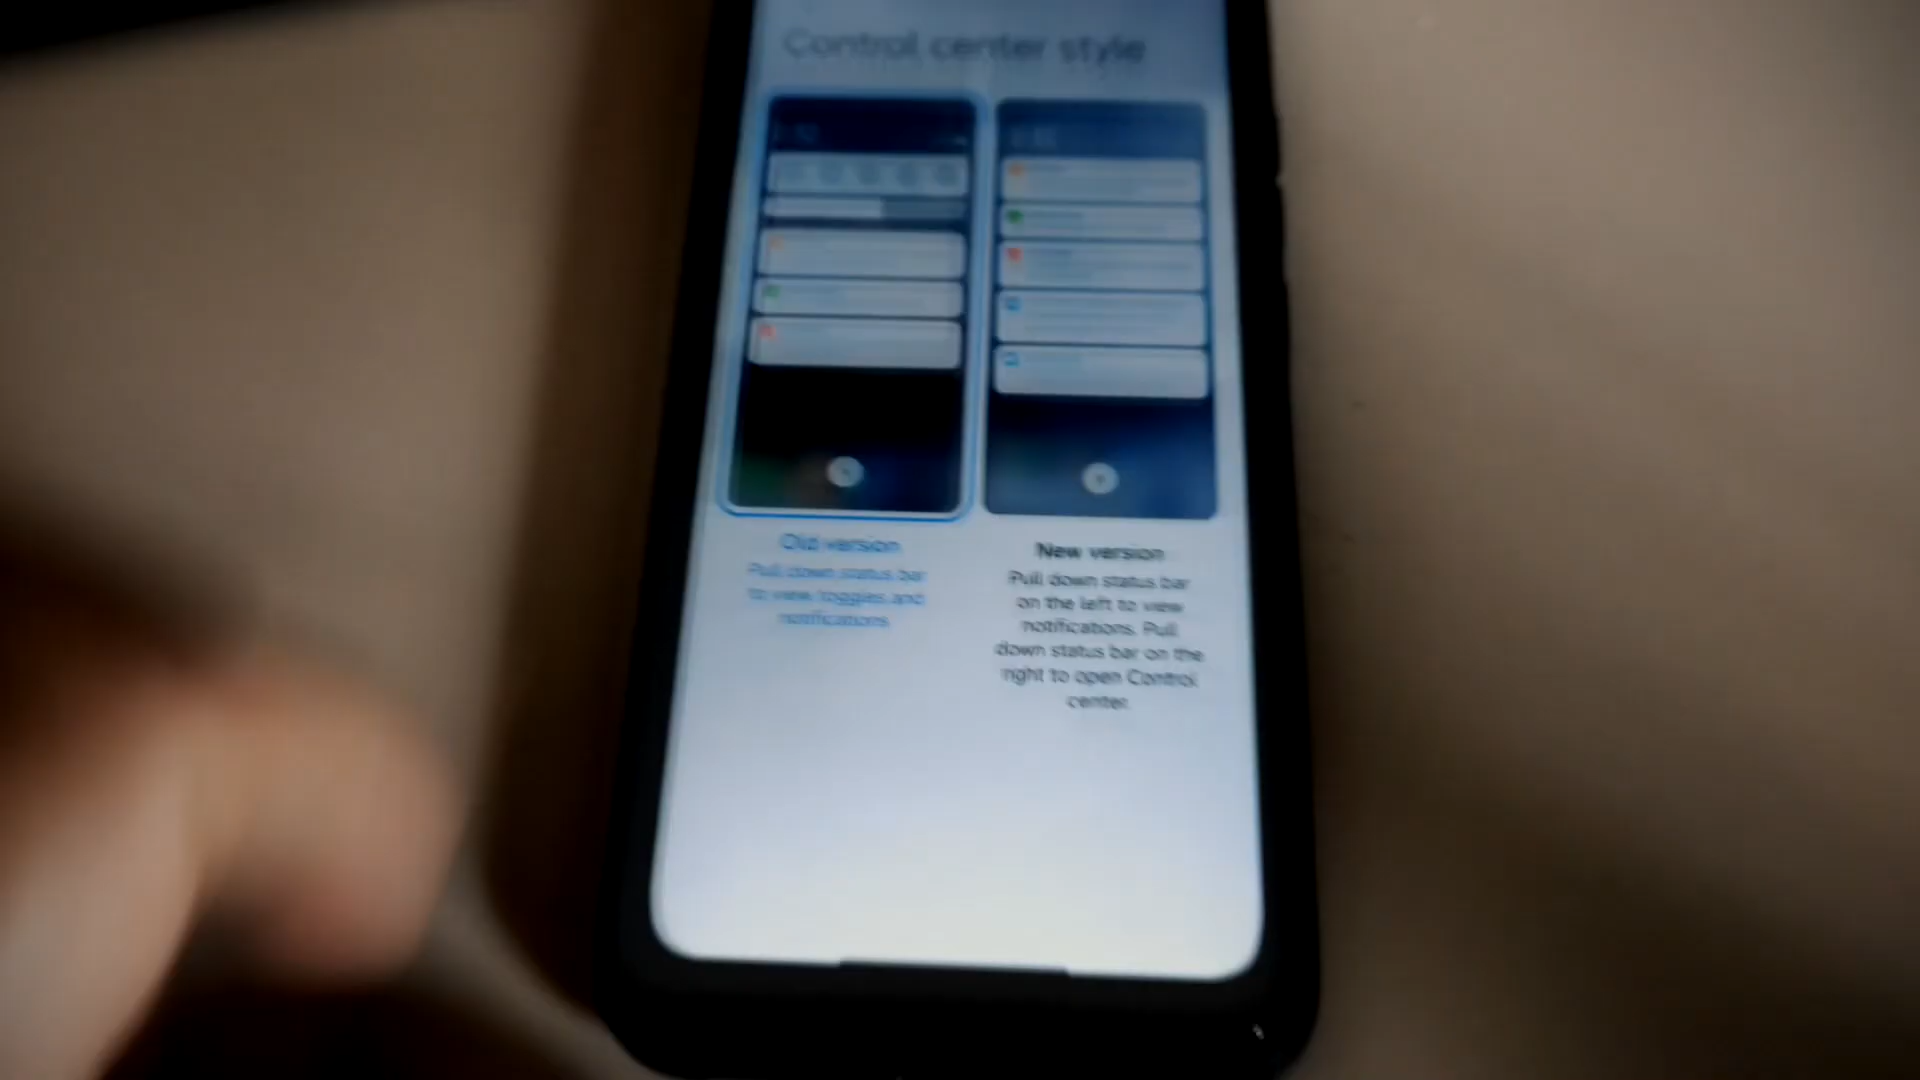 Control center style
Old version
Pull down status bar
to view toggles and
notifications
New version
Pull down status bar
on the left to view
notifications. Pull
down status bar on the
right to open Control
center.